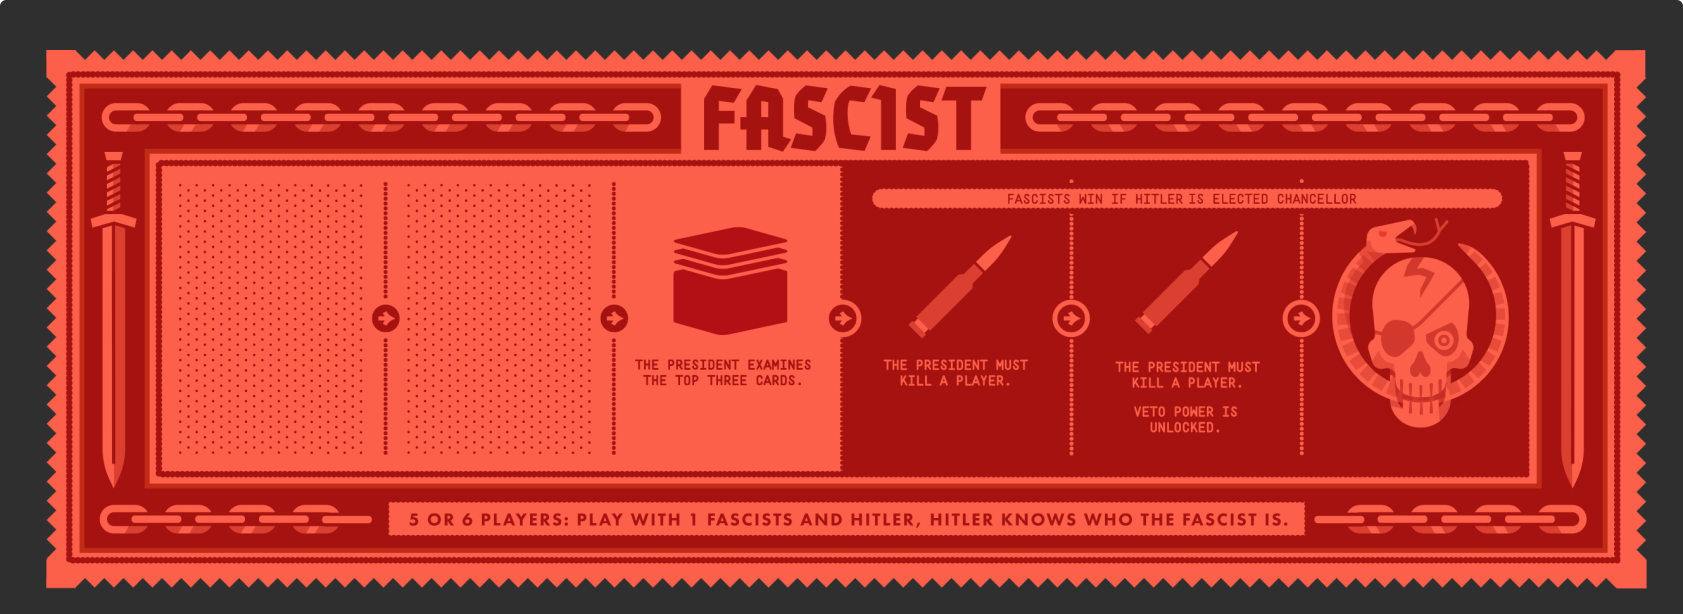 FASCIST
FASCISTS WIN IF HITLER IS ELECTED CHANCELLOR
THE PRESIDENT EXAMINES
THE TOP THREE CARDS.
THE PRESIDENT MUST
KILL A PLAYER.
THE PRESIDENT MUST
KILL A PLAYER.
VETO POWER IS
UNLOCKED.
5 OR 6 PLAYERS: PLAY WITH 1 FASCISTS AND HITLER, HITLER KNOWS WHO THE FASCIST IS.